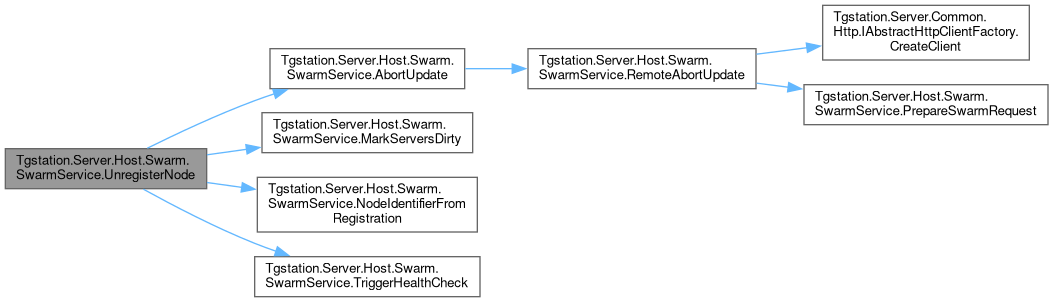 Tgstation.Server.Host.Swarm.
SwarmService.UnregisterNode
Tgstation.Server.Host.Swarm.
SwarmService.AbortUpdate
Tgstation.Server.Host.Swarm.
SwarmService.MarkServersDirty
Tgstation.Server.Host.Swarm.
SwarmService.NodeIdentifierFrom
Registration
Tgstation.Server.Host.Swarm.
SwarmService.TriggerHealthCheck
Tgstation.Server.Host.Swarm.
SwarmService.RemoteAbortUpdate
Tgstation.Server.Common.
Http.IAbstractHttpClientFactory.
CreateClient
Tgstation.Server.Host.Swarm.
SwarmService.PrepareSwarmRequest